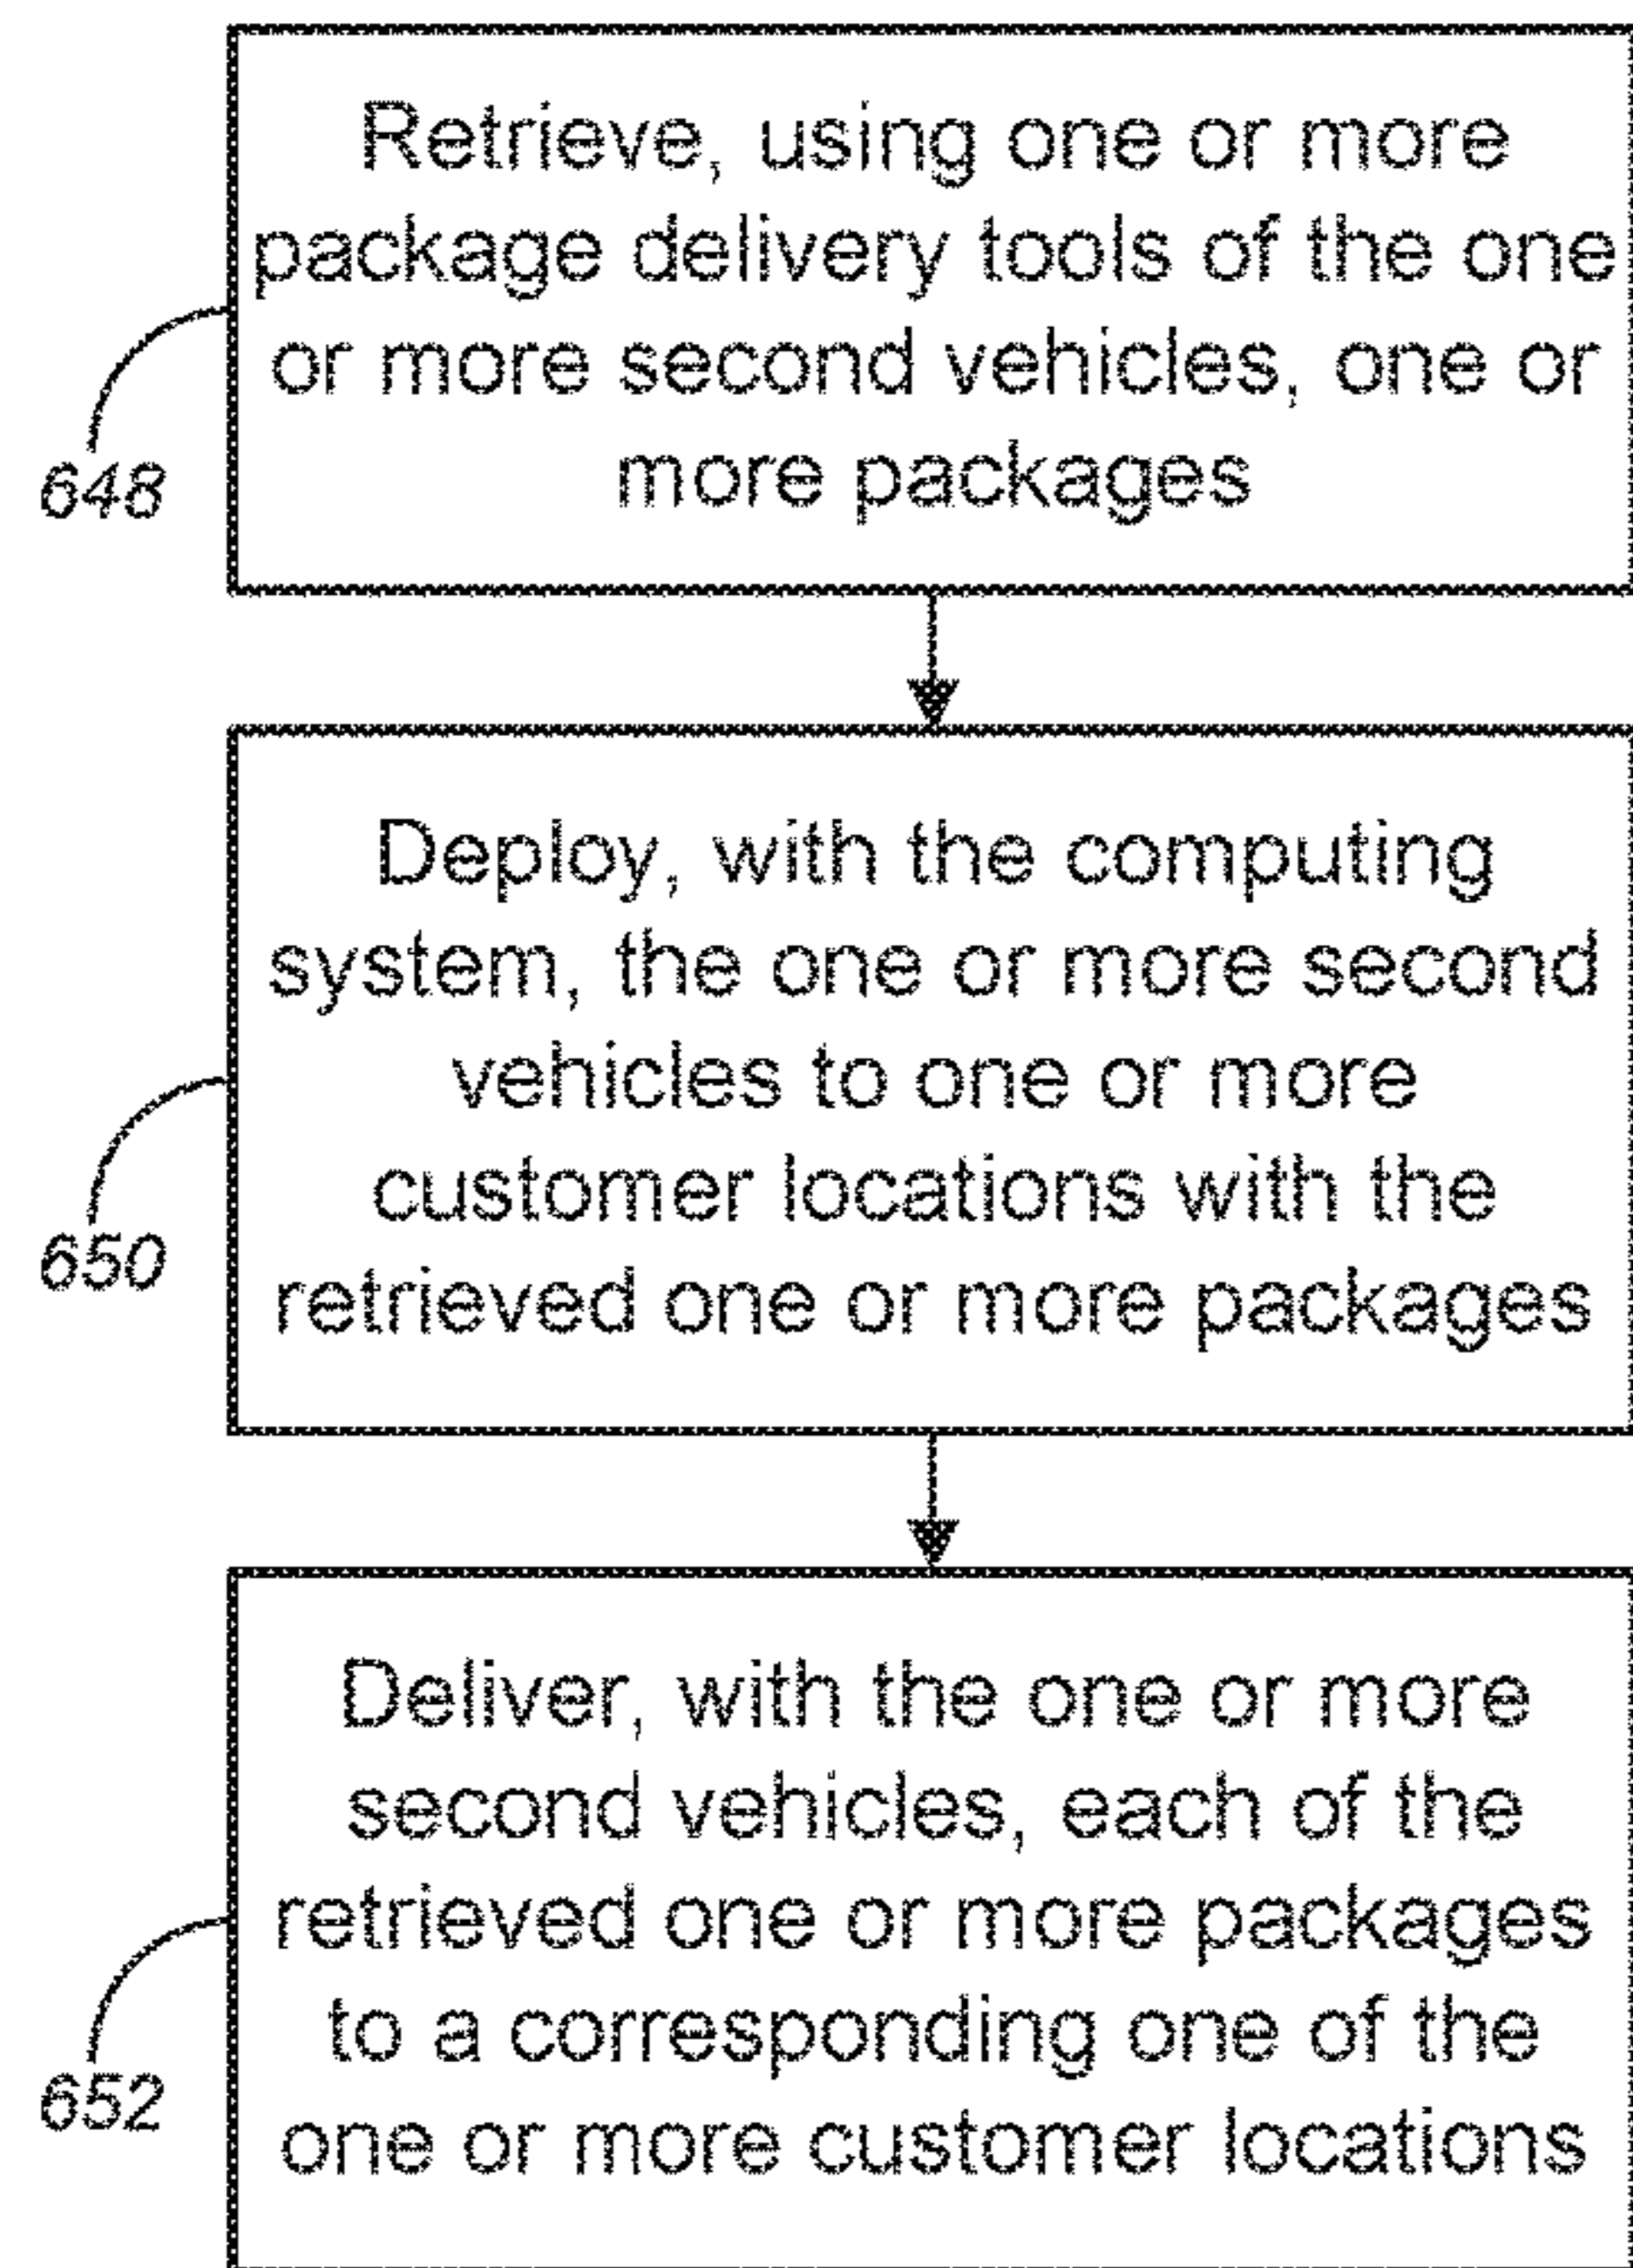 Retrieve, using one or more
package delivery tools of the one
or more second vehicles, one or
more packages
648
Deploy, with the computing
system, the one or more second
vehicles to one or more
customer locations with the
retrieved one or more packages
650
Deliver, with the one or more
second vehicles, each of the
retrieved one or more packages
to a corresponding one of the
one or more customer locations
652